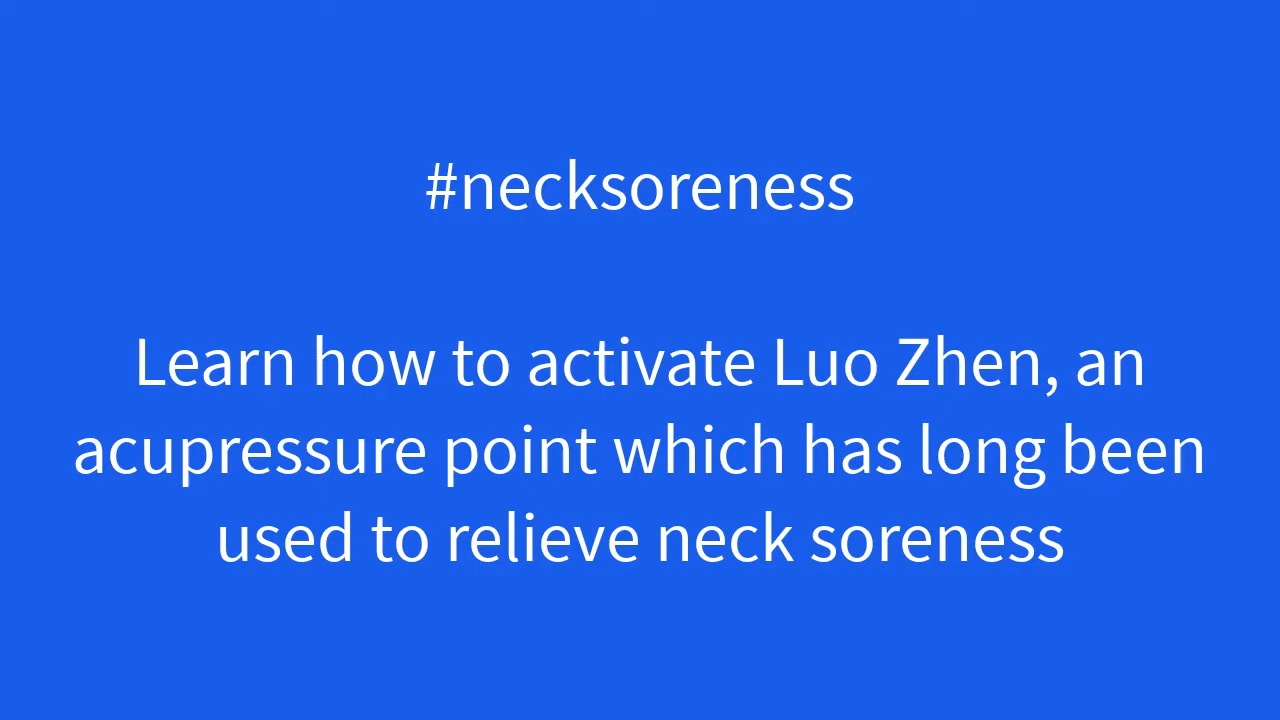 #necksoreness
Learn how to activate Luo Zhen, an
acupressure point which has long been
used to relieve neck soreness